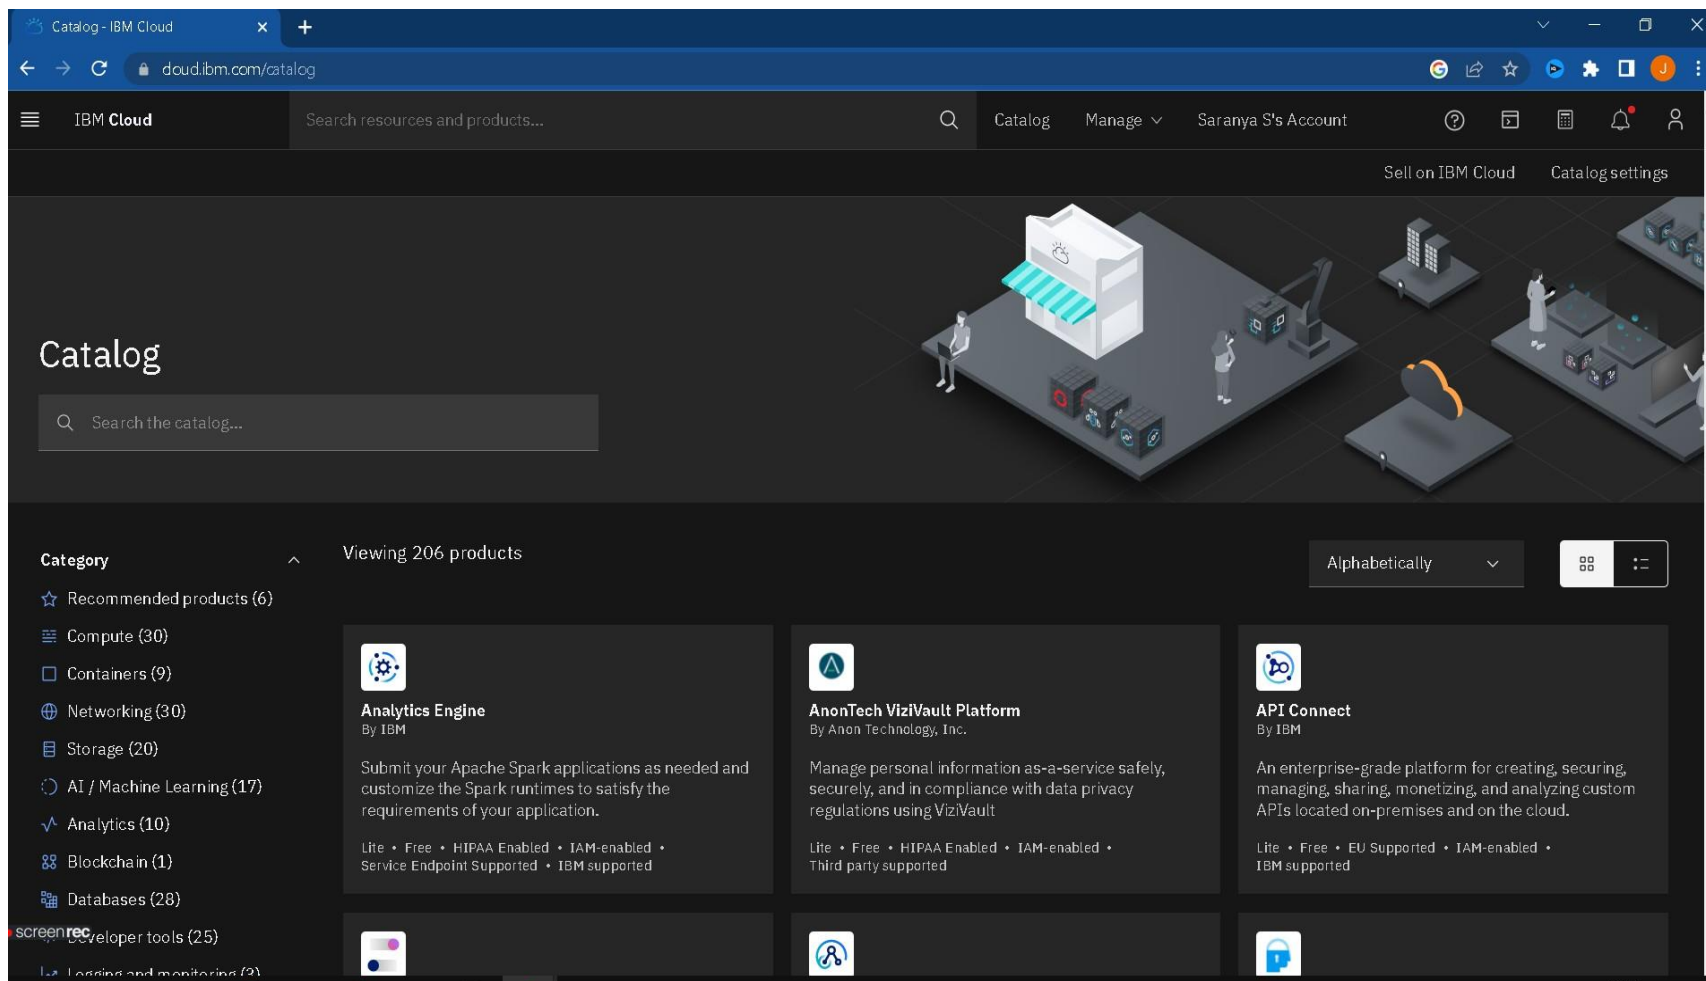 Catalog - IBM Cloud
cloud.ibm.com/catalog
J
IBM Cloud
Search resources and products...
Catalog
Manage
Saranya S's Account
Sell on IBM Cloud
Catalog settings
Catalog
Search the catalog...
Category
Recommended products (6)
Compute (30)
Containers (9)
Networking (30)
Storage (20)
AI / Machine Learning (17)
Analytics (10)
Blockchain (1)
Databases (28)
Developer tools (25)
Logging and monitoring (3)
screenrec
Viewing 206 products
Alphabetically
Analytics Engine
By IBM
Submit your Apache Spark applications as needed and
customize the Spark runtimes to satisfy the
requirements of your application.
Lite • Free • HIPAA Enabled • IAM-enabled •
Service Endpoint Supported • IBM supported
AnonTech ViziVault Platform
By Anon Technology, Inc.
Manage personal information as-a-service safely,
securely, and in compliance with data privacy
regulations using ViziVault
Lite • Free • HIPAA Enabled • IAM-enabled •
Third party supported
API Connect
By IBM
An enterprise-grade platform for creating, securing,
managing, sharing, monetizing, and analyzing custom
APIs located on-premises and on the cloud.
Lite • Free • EU Supported • IAM-enabled •
IBM supported